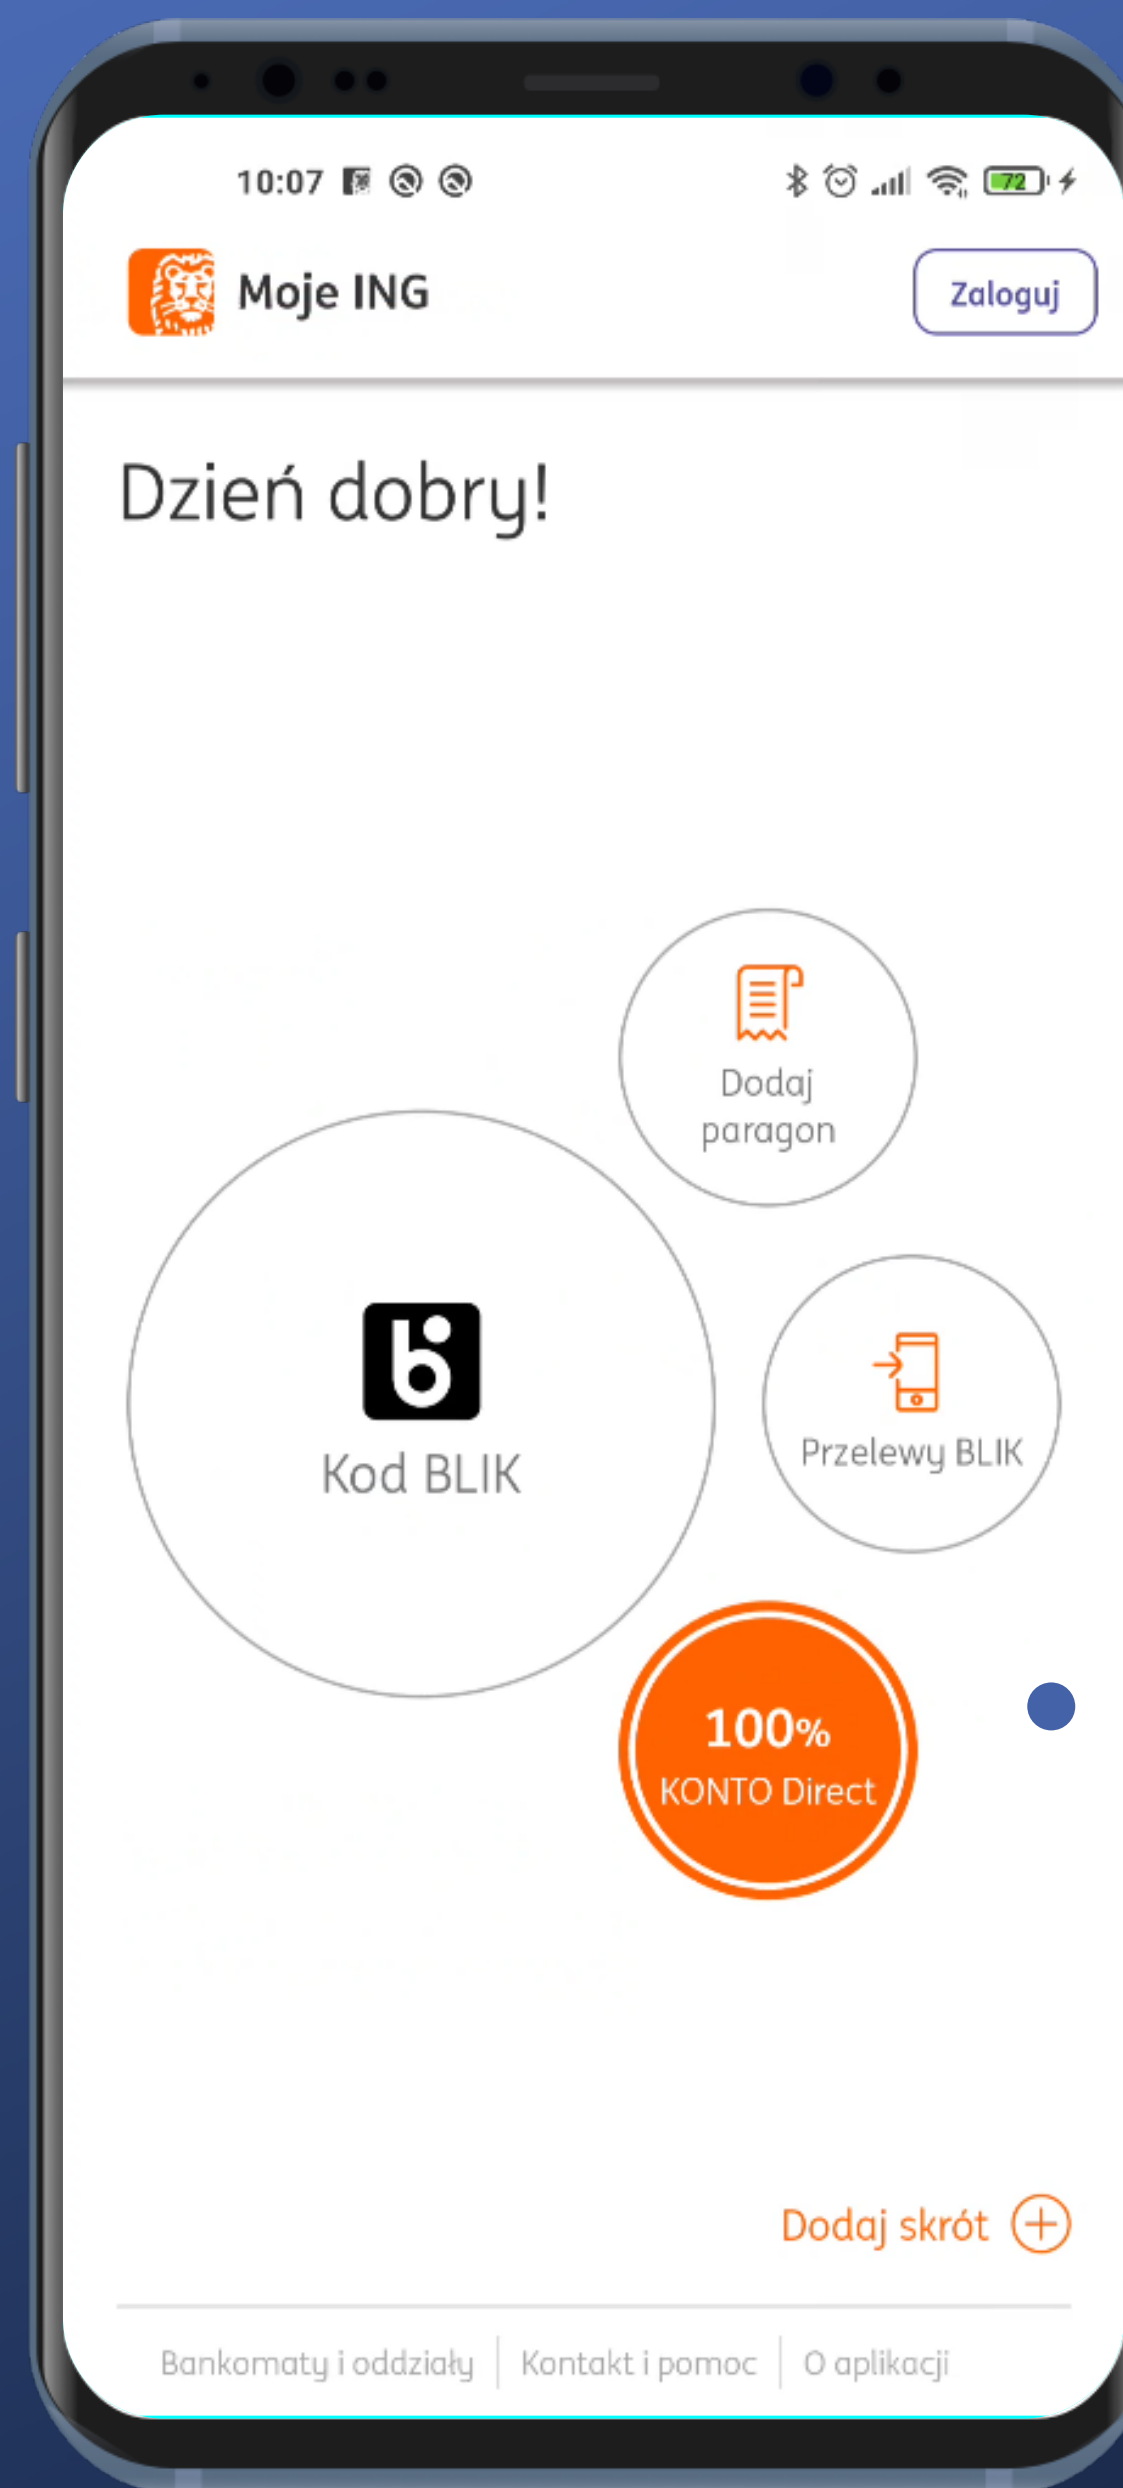 10:07
72
Moje ING
Zaloguj
Dzień dobry!
Dodaj
paragon
Kod BLIK
Przelewy BLIK
100%
KONTO Direct
Dodaj skrót
Bankomaty i oddziały
Kontakt i pomoc
O aplikacji